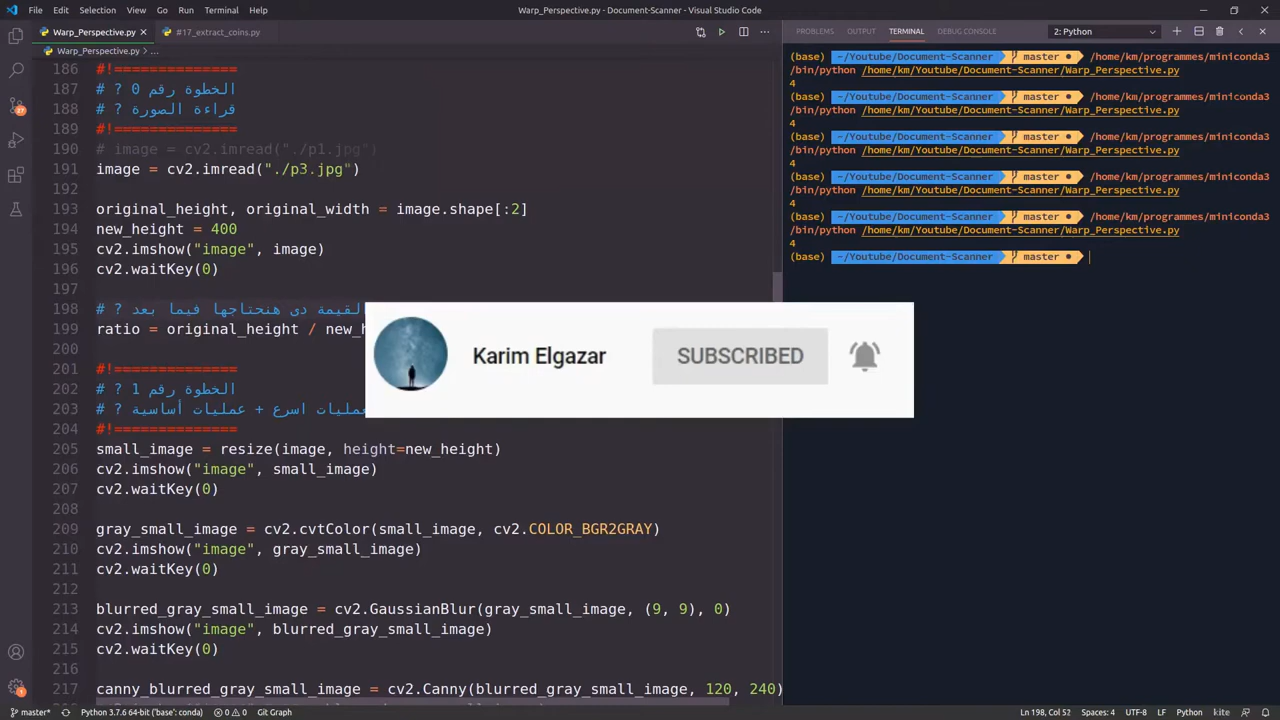 File Edit Selection View Go Run Terminal Help
Warp_Perspective.py - Document-Scanner - Visual Studio Code
Warp_Perspective.py
#17_extract_coins.py
Warp_Perspective.py > ...
186 #!==============
187 # ? الخطوة رقم 0
188 # ? قراءة الصورة
189 #!==============
190 # image = cv2.imread("./p1.jpg")
191 image = cv2.imread("./p3.jpg")
192
193 original_height, original_width = image.shape[:2]
194 new_height = 400
195 cv2.imshow("image", image)
196 cv2.waitKey(0)
197
198 # ? القيمة دى هنحتاجها فيما بعد
199 ratio = original_height / new_h
200
201 #!==============
202 # ? الخطوة رقم 1
203 # ? عمليات أساسية + عمليات اسرع
204 #!==============
205 small_image = resize(image, height=new_height)
206 cv2.imshow("image", small_image)
207 cv2.waitKey(0)
208
209 gray_small_image = cv2.cvtColor(small_image, cv2.COLOR_BGR2GRAY)
210 cv2.imshow("image", gray_small_image)
211 cv2.waitKey(0)
212
213 blurred_gray_small_image = cv2.GaussianBlur(gray_small_image, (9, 9), 0)
214 cv2.imshow("image", blurred_gray_small_image)
215 cv2.waitKey(0)
216
217 canny_blurred_gray_small_image = cv2.Canny(blurred_gray_small_image, 120, 240)
Karim Elgazar SUBSCRIBED
PROBLEMS OUTPUT TERMINAL DEBUG CONSOLE
2: Python
(base) ~/Youtube/Document-Scanner master ● /home/km/programmes/miniconda3
/bin/python /home/km/Youtube/Document-Scanner/Warp_Perspective.py
4
(base) ~/Youtube/Document-Scanner master ● /home/km/programmes/miniconda3
/bin/python /home/km/Youtube/Document-Scanner/Warp_Perspective.py
4
(base) ~/Youtube/Document-Scanner master ● /home/km/programmes/miniconda3
/bin/python /home/km/Youtube/Document-Scanner/Warp_Perspective.py
4
(base) ~/Youtube/Document-Scanner master ● /home/km/programmes/miniconda3
/bin/python /home/km/Youtube/Document-Scanner/Warp_Perspective.py
4
(base) ~/Youtube/Document-Scanner master ● /home/km/programmes/miniconda3
/bin/python /home/km/Youtube/Document-Scanner/Warp_Perspective.py
4
(base) ~/Youtube/Document-Scanner master ●
master* Python 3.7.6 64-bit ('base': conda) 0 0 Git Graph
Ln 198, Col 52 Spaces: 4 UTF-8 LF Python kite